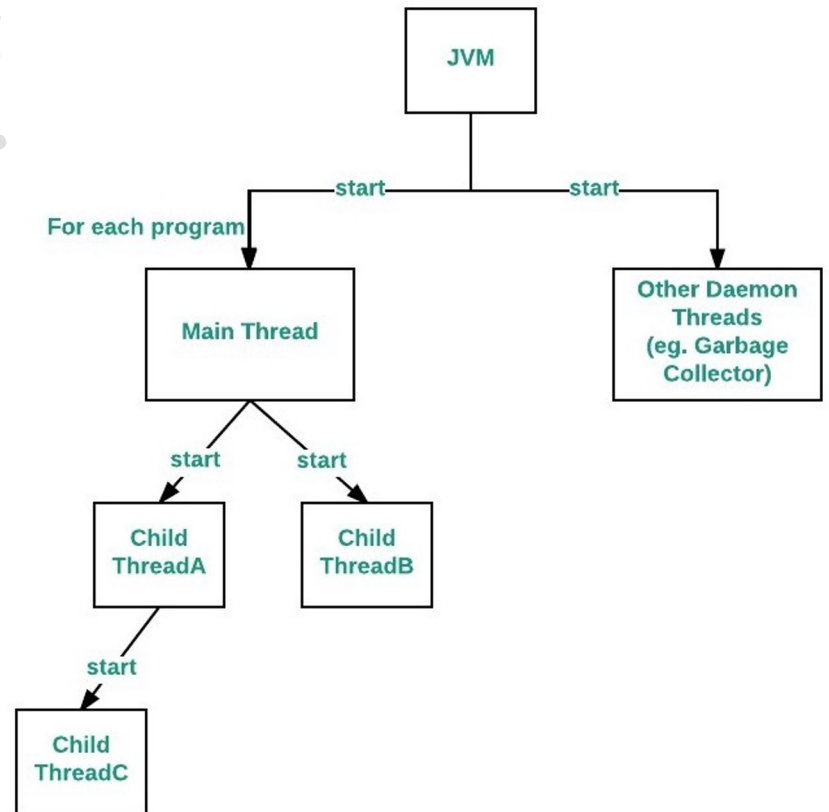 JVM
start
start
For each program
Main Thread
Other Daemon
Threads
(eg. Garbage
Collector)
start
start
Child
ThreadA
Child
ThreadB
start
Child
ThreadC